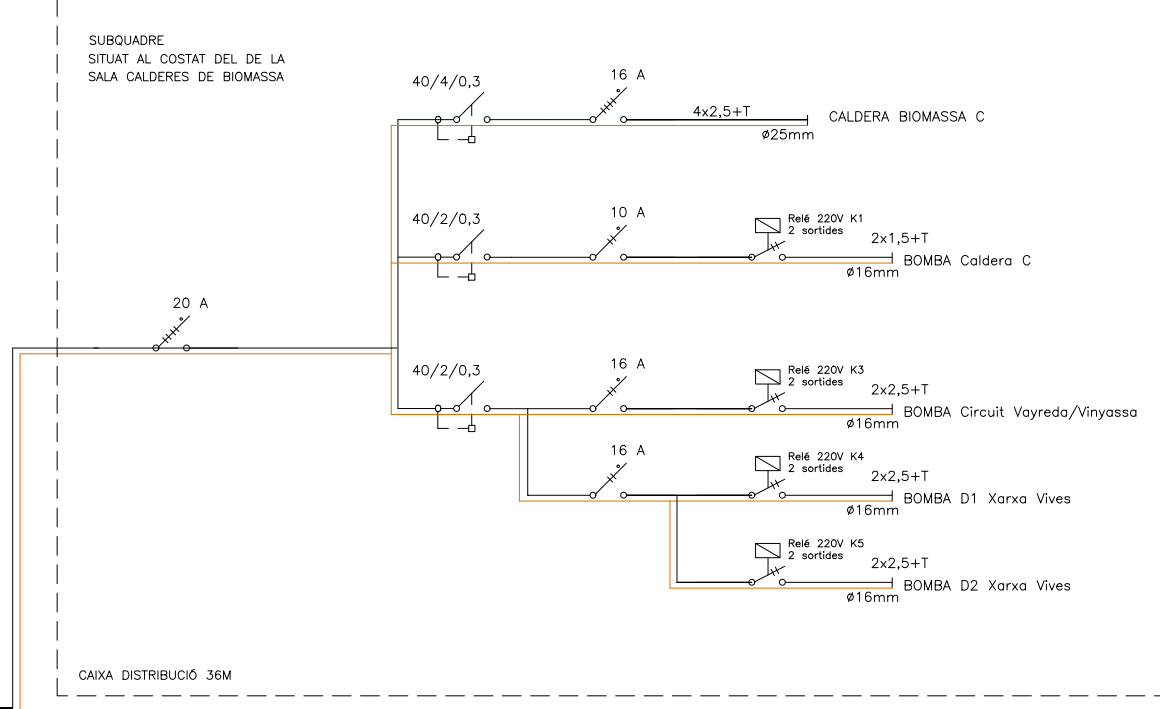 SUBQUADRE
SITUAT AL COSTAT DEL DE LA
SALA CALDERES DE BIOMASSA
40/4/0,3
16 A
4x2,5+T
ø25mm
CALDERA BIOMASSA C
40/2/0,3
10 A
Relé 220V K1
2 sortides
2x1,5+T
ø16mm
BOMBA Caldera C
20 A
40/2/0,3
16 A
Relé 220V K3
2 sortides
2x2,5+T
ø16mm
BOMBA Circuit Vayreda/Vinyassa
16 A
Relé 220V K4
2 sortides
2x2,5+T
ø16mm
BOMBA D1 Xarxa Vives
Relé 220V K5
2 sortides
2x2,5+T
ø16mm
BOMBA D2 Xarxa Vives
CAIXA DISTRIBUCIÓ 36M